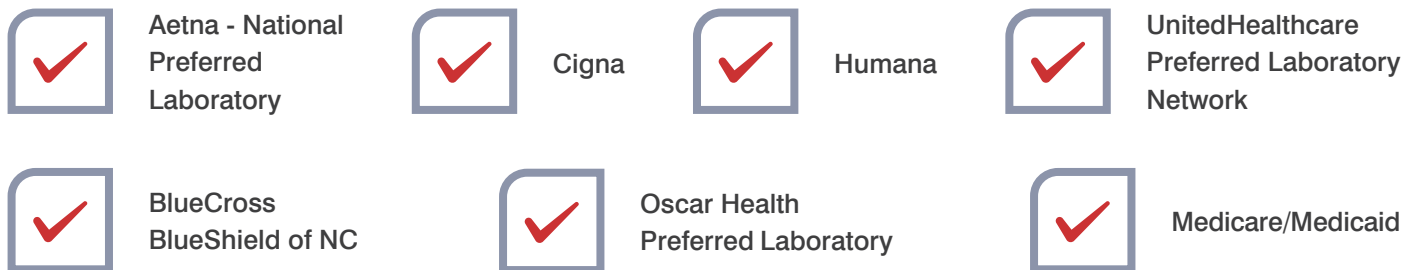 Aetna - National
Preferred
Laboratory
Cigna
Humana
UnitedHealthcare
Preferred Laboratory
Network
BlueCross
BlueShield of NC
Oscar Health
Preferred Laboratory
Medicare/Medicaid